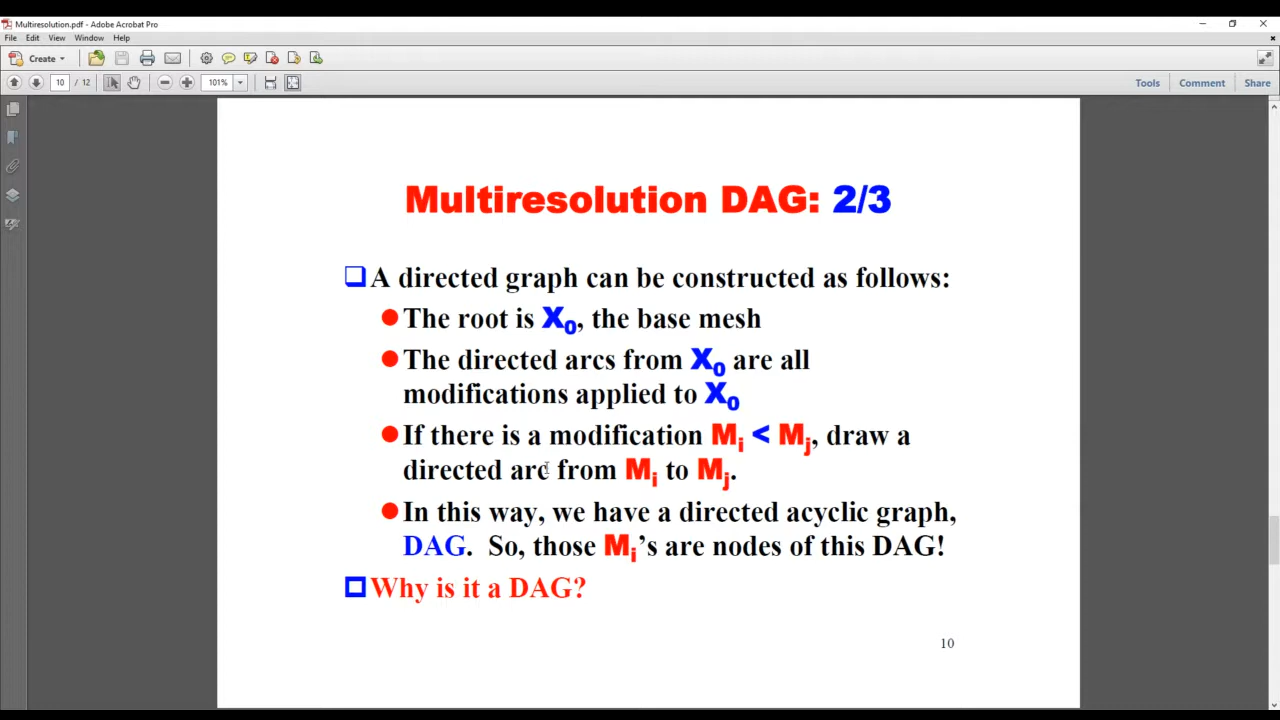 Multiresolution.pdf - Adobe Acrobat Pro
File Edit View Window Help
Create
10 / 12 101% Tools Comment Share
Multiresolution DAG: 2/3
A directed graph can be constructed as follows:
The root is X0, the base mesh
The directed arcs from X0 are all
modifications applied to X0
If there is a modification Mi < Mj, draw a
directed arc from Mi to Mj.
In this way, we have a directed acyclic graph,
DAG. So, those Mi's are nodes of this DAG!
Why is it a DAG?
10